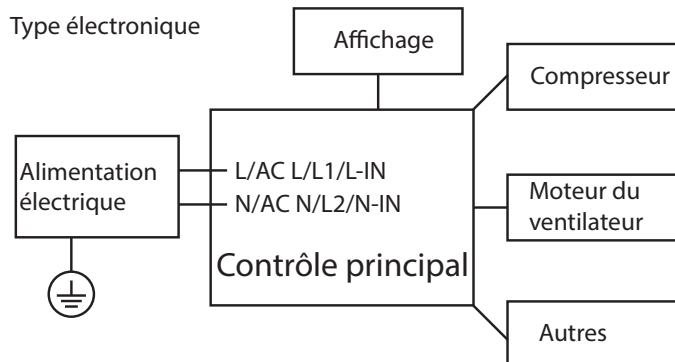 Type électronique
Affichage
Compresseur
Alimentation
électrique
L/AC L/L1/L-IN
N/AC N/L2/N-IN
Contrôle principal
Moteur du
ventilateur
Autres